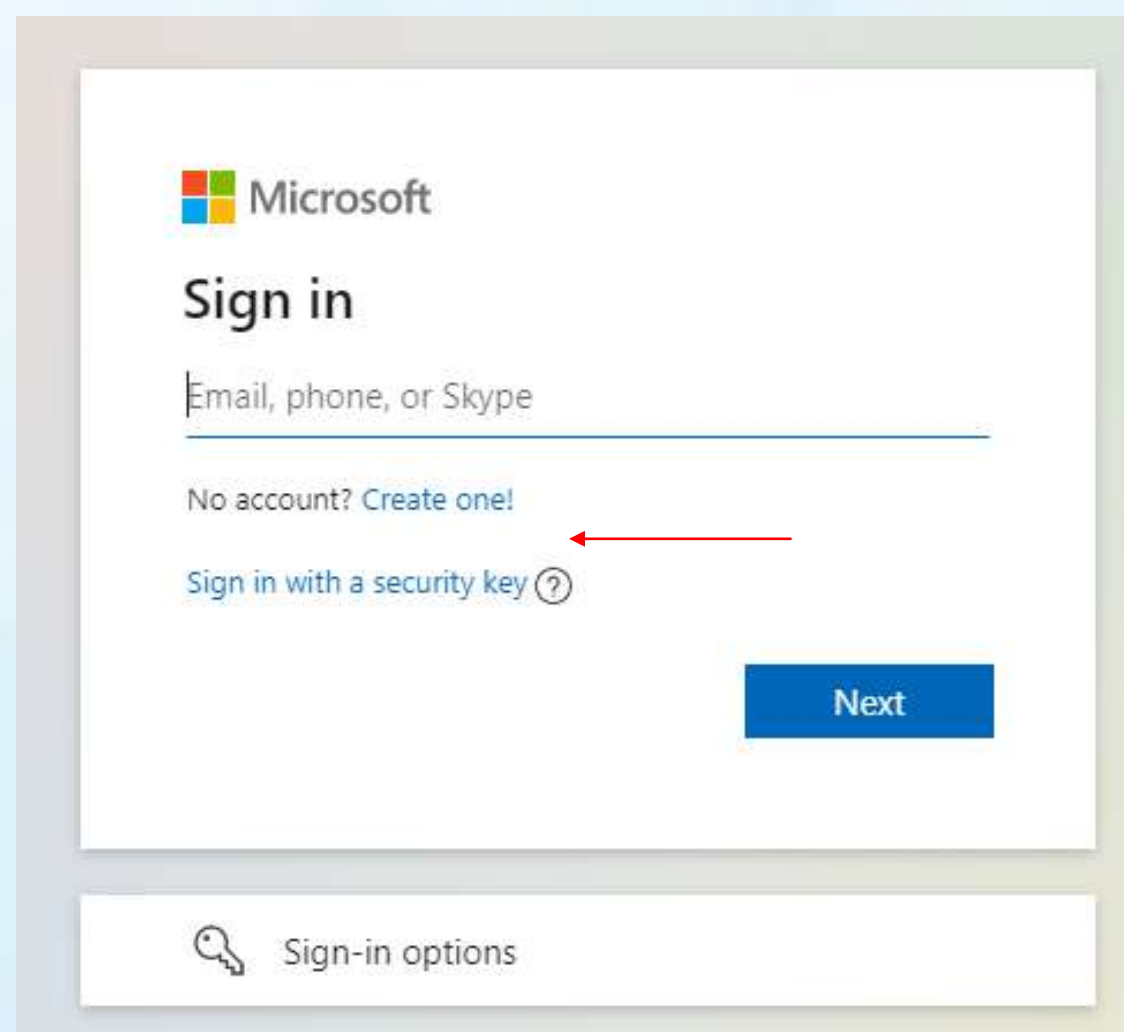 Microsoft
Sign in
Email, phone, or Skype
No account? Create one!
Sign in with a security key
Next
Sign-in options